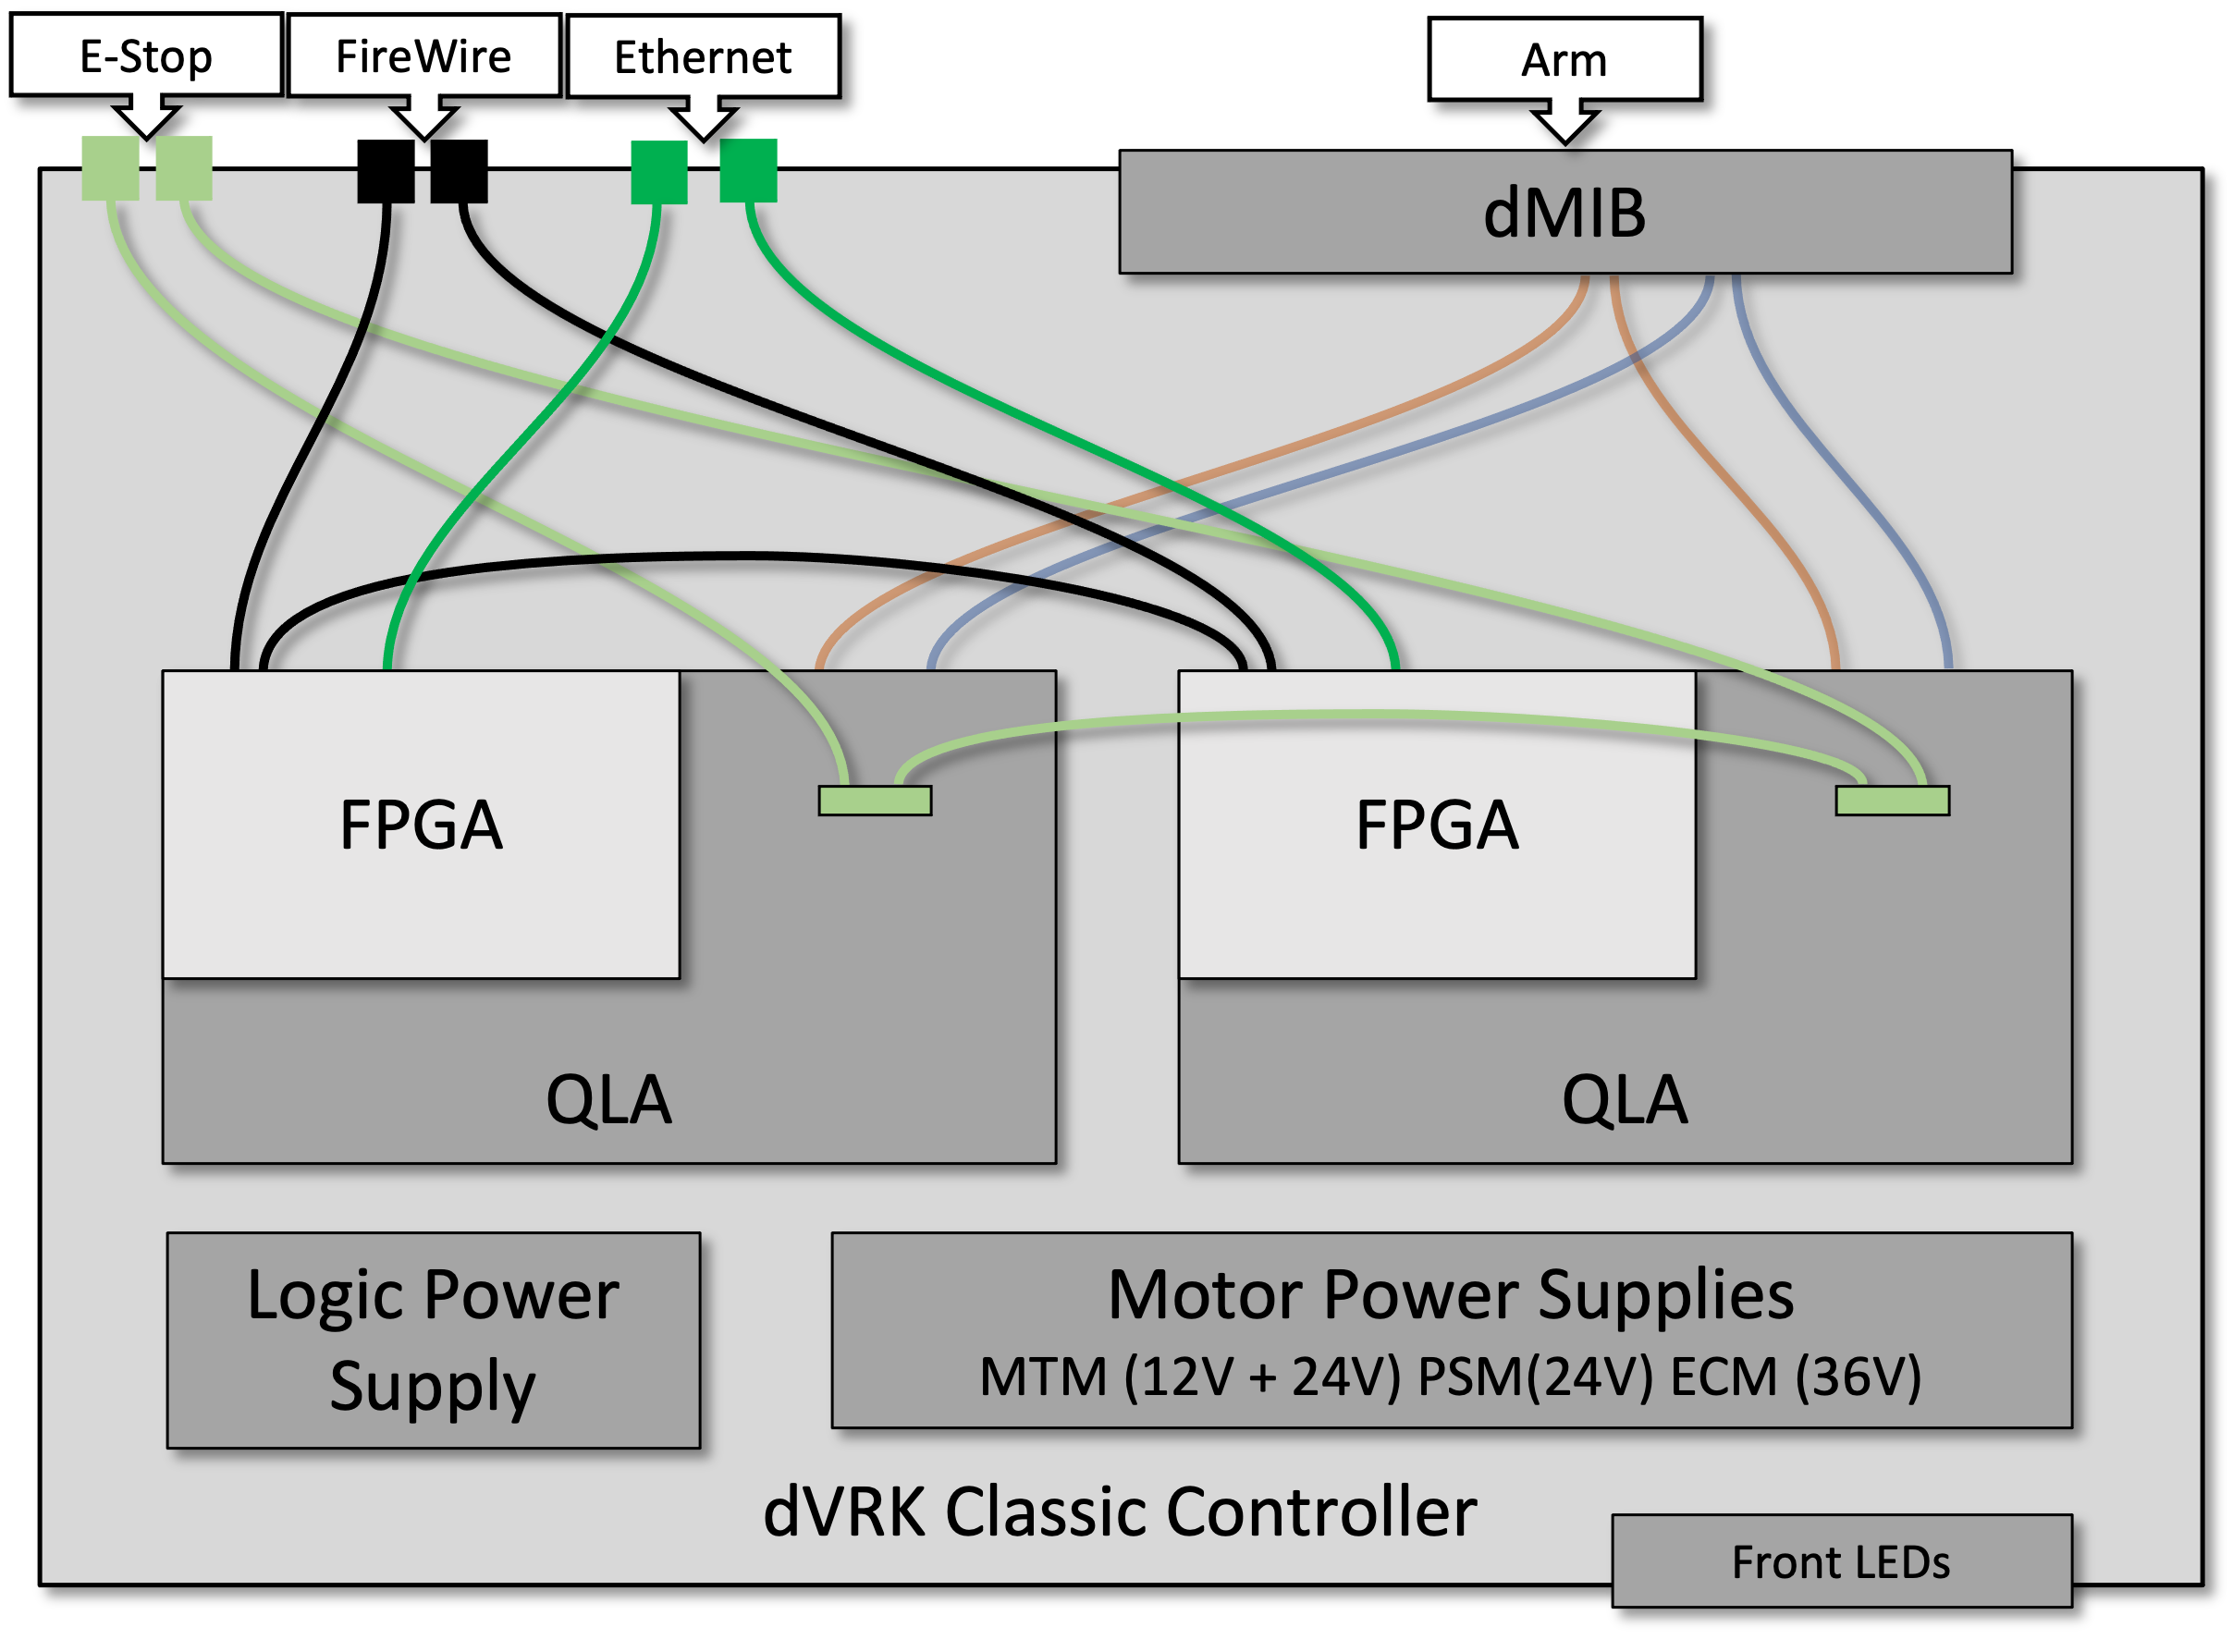 E-Stop
FireWire
Ethernet
Arm
dMIB
FPGA
FPGA
QLA
QLA
Logic Power
Supply
Motor Power Supplies
MTM (12V + 24V) PSM(24V) ECM (36V)
dVRK Classic Controller
Front LEDs